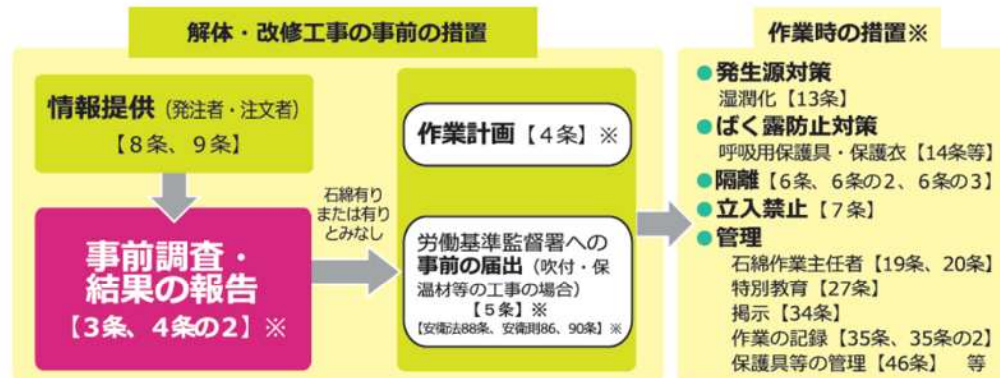 解体・改修工事の事前の措置
情報提供（発注者・注文者）
【8条、9条】
事前調査・
結果の報告
【3条、4条の2】※
石綿有り
または有り
とみなし
作業計画【4条】※
労働基準監督署への
事前の届出（吹付・保
温材等の工事の場合）
【5条】※
【安衛法88条、安衛則86、90条】※
作業時の措置※
●発生源対策
湿潤化【13条】
●ばく露防止対策
呼吸用保護具・保護衣【14条等】
●隔離【6条、6条の2、6条の3】
●立入禁止【7条】
●管理
石綿作業主任者【19条、20条】
特別教育【27条】
掲示【34条】
作業の記録【35条、35条の2】
保護具等の管理【46条】　等